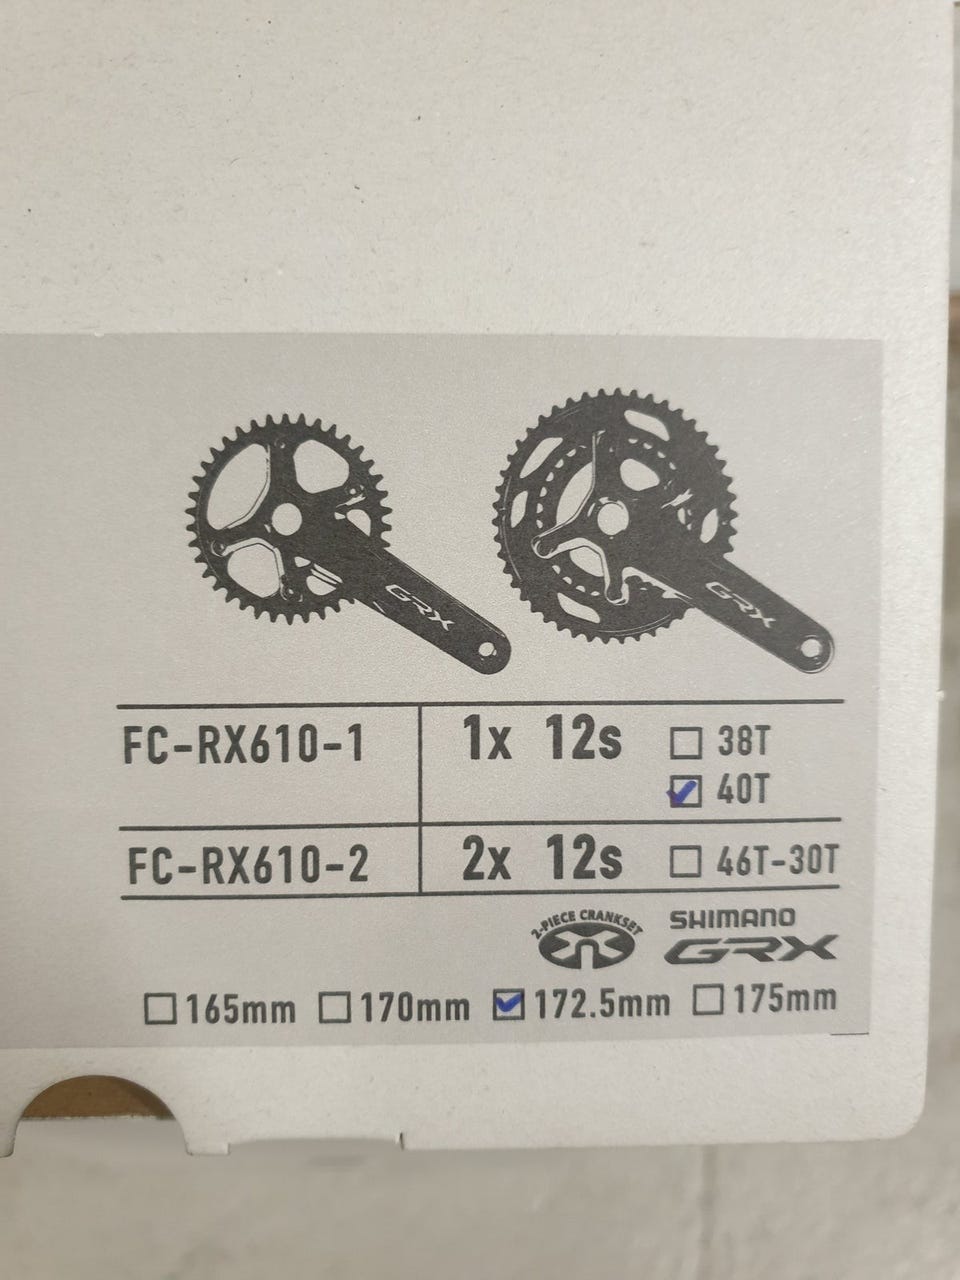 GRX
GRX
FC-RX610-1 1x 12s 38T
40T
FC-RX610-2 2x 12s 46T-30T
2-PIECE CRANKSET
SHIMANO
GRX
165mm 170mm 172.5mm 175mm